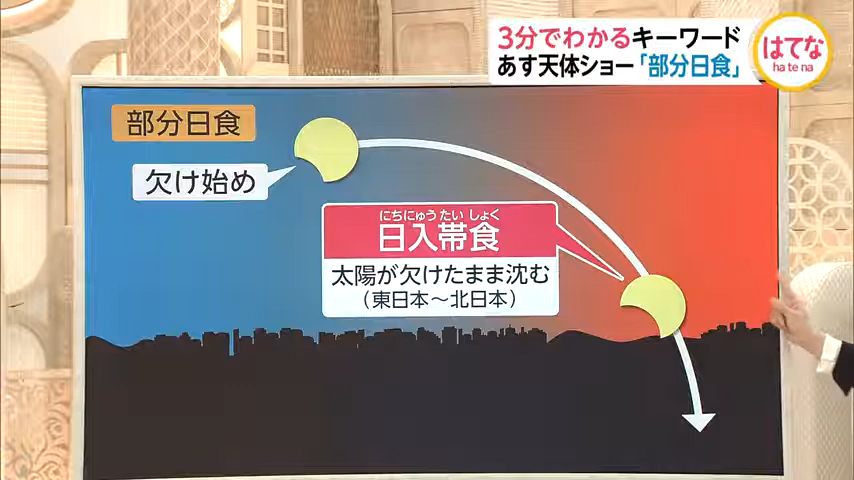 3分でわかるキーワード
あす天体ショー「部分日食」
はてな
hatena
部分日食
欠け始め
にちにゅうたいしょく
日入帯食
太陽が欠けたまま沈む
（東日本～北日本）